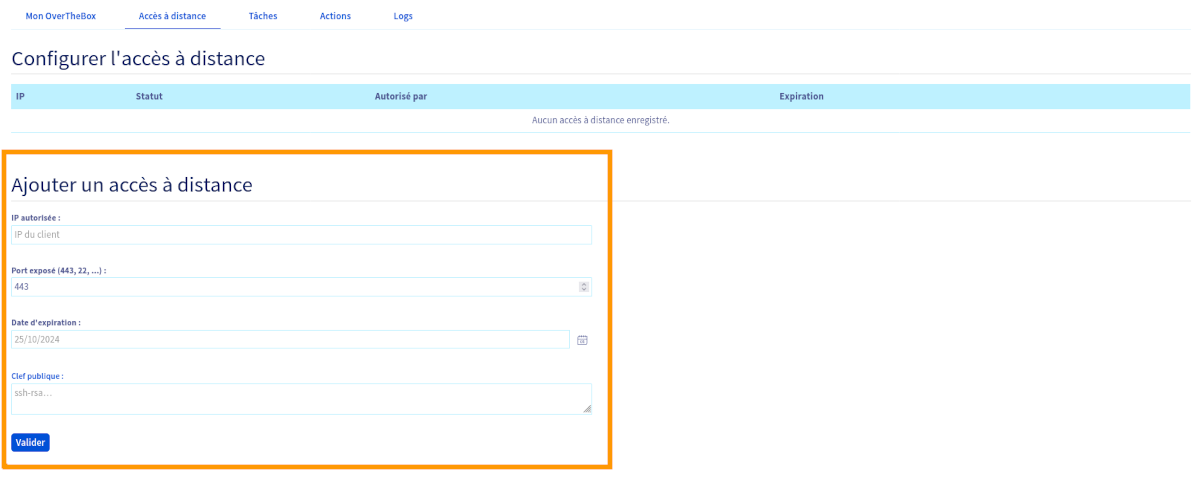 Mon OverTheBox Accès à distance Tâches Actions Logs
Configurer l'accès à distance
IP Statut Autorisé par Expiration
Aucun accès à distance enregistré.
Ajouter un accès à distance
IP autorisée :
IP du client
Port exposé (443, 22, ...) :
443
Date d'expiration :
25/10/2024
Clef publique :
ssh-rsa...
Valider